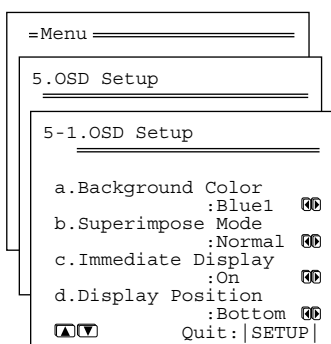 =Menu
5.OSD Setup
5-1.OSD Setup
a.Background Color
:Blue1
b.Superimpose Mode
:Normal
c.Immediate Display
:On
d.Display Position
:Bottom
Quit:|SETUP|